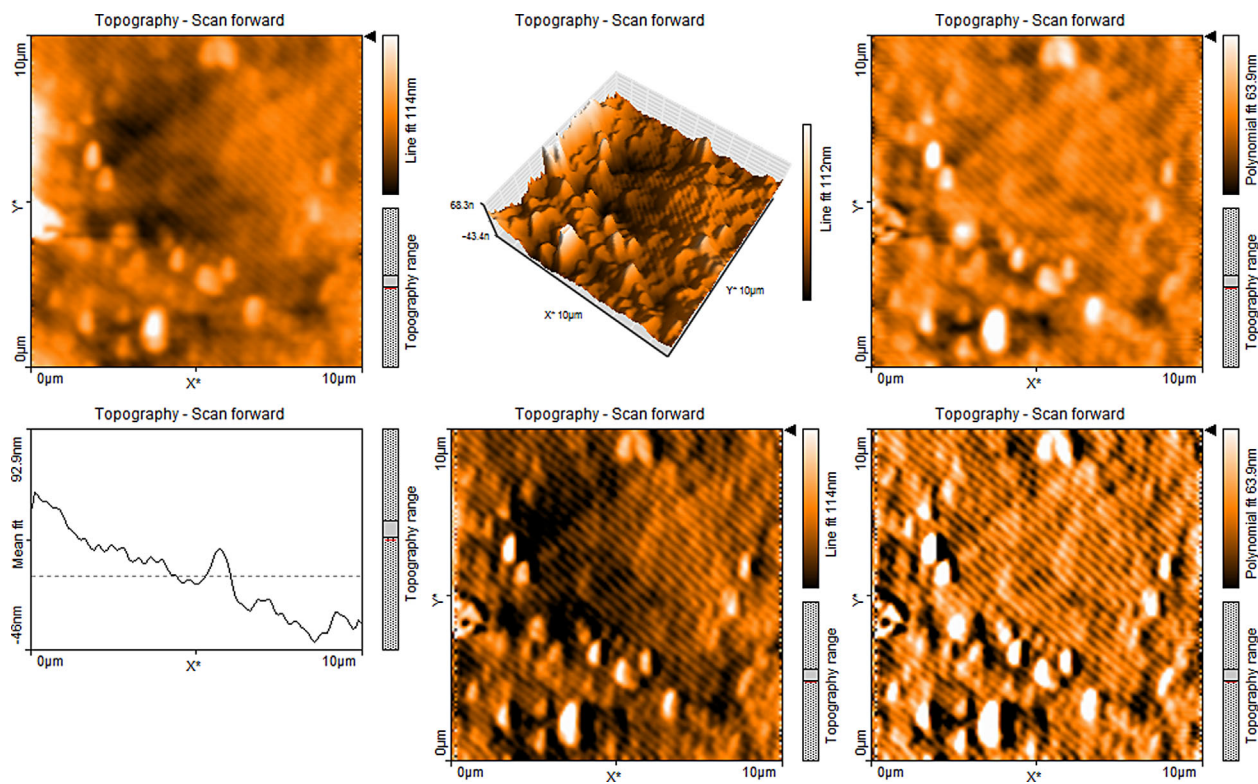 Topography - Scan forward
10µm
Y*
0µm
0µm
X*
10µm
Line fit 114nm
Topography range
Topography - Scan forward
68.3n
-43.4n
X* 10µm
Y* 10µm
Line fit 112nm
Topography - Scan forward
10µm
Y*
0µm
0µm
X*
10µm
Polynomial fit 63.9nm
Topography range
Topography - Scan forward
92.9nm
Mean fit
-46nm
0µm
X*
10µm
Topography range
Topography - Scan forward
10µm
Y*
0µm
0µm
X*
10µm
Line fit 114nm
Topography range
Topography - Scan forward
10µm
Y*
0µm
0µm
X*
10µm
Polynomial fit 63.9nm
Topography range